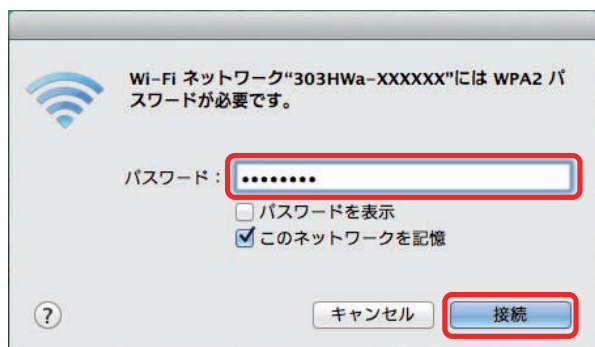 Wi-Fi ネットワーク“303HWa-XXXXXX”には WPA2 パ
スワードが必要です。
パスワード：••••••••
パスワードを表示
このネットワークを記憶
? キャンセル 接続